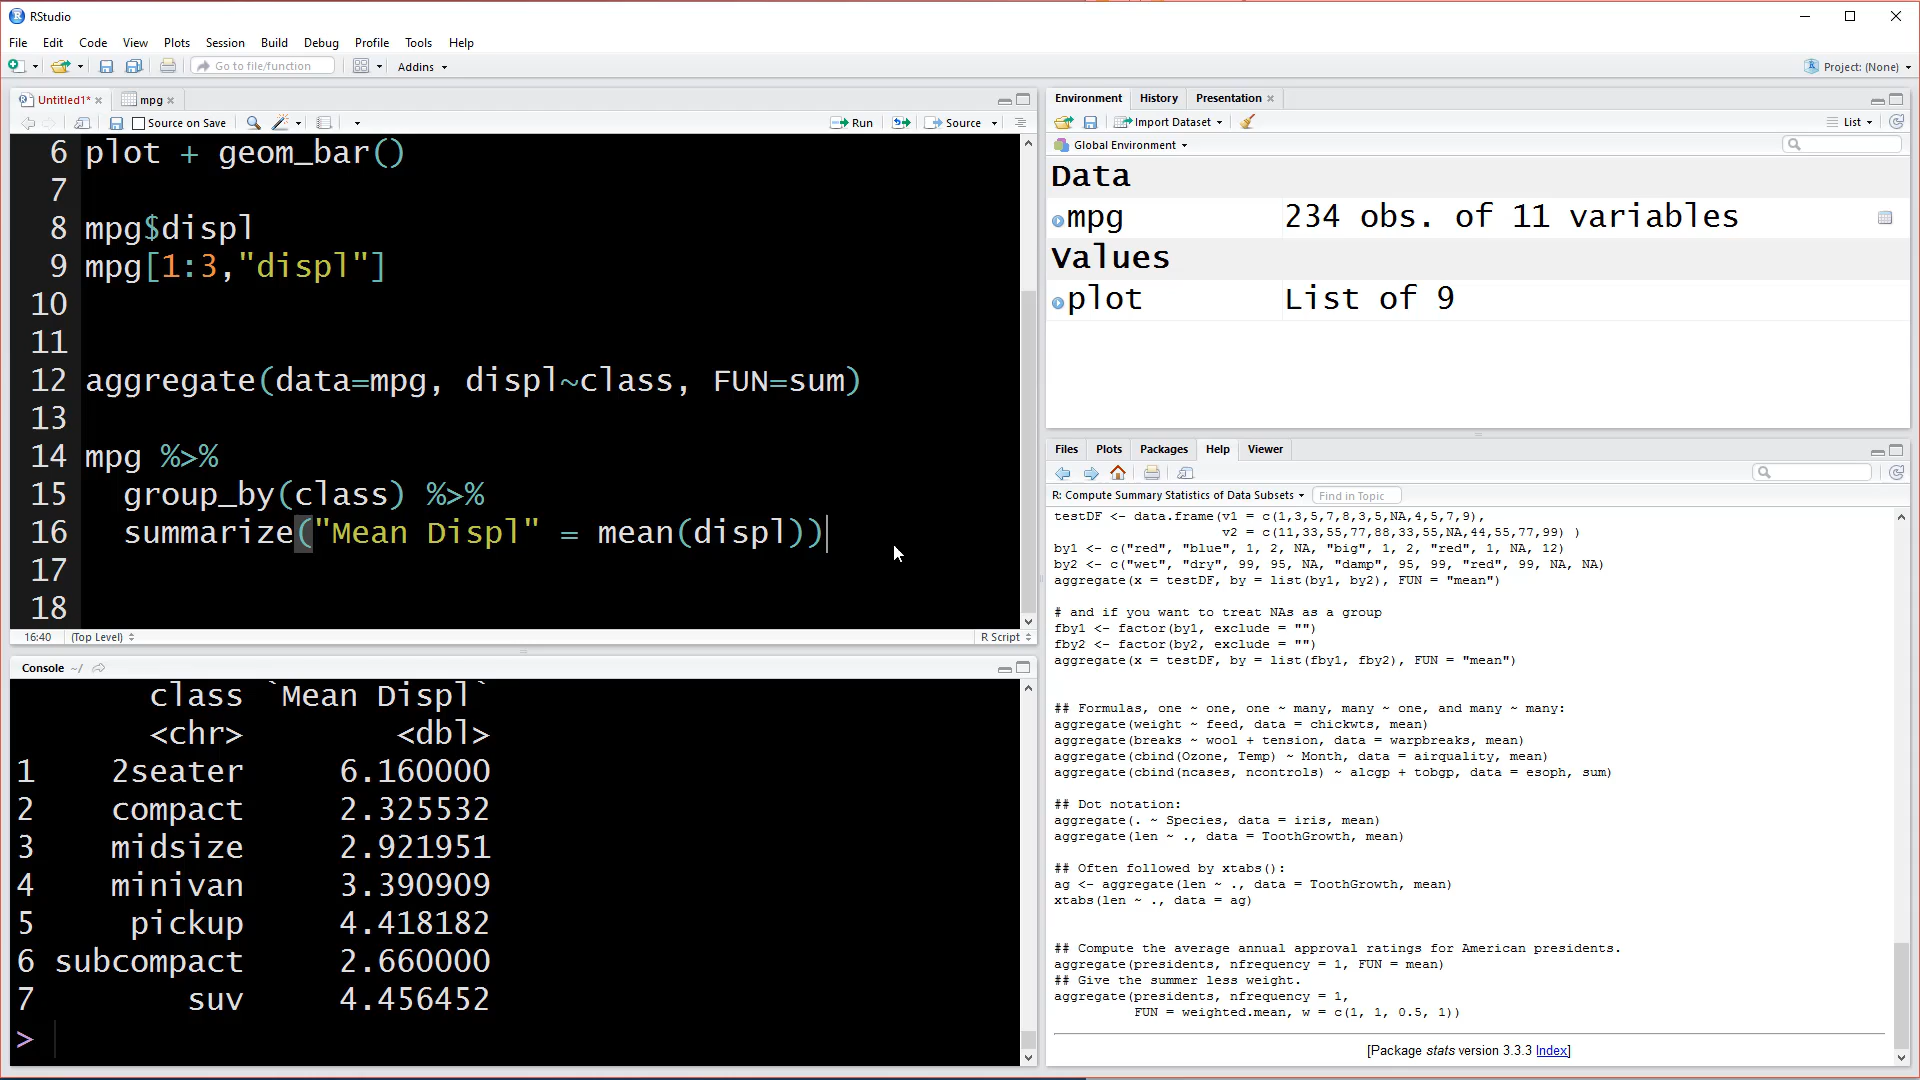 RStudio
File Edit Code View Plots Session Build Debug Profile Tools Help
Go to file/function Addins Project: (None)
Untitled1* mpg
Source on Save Run Source
6 plot + geom_bar()
7
8 mpg$displ
9 mpg[1:3,"displ"]
10
11
12 aggregate(data=mpg, displ~class, FUN=sum)
13
14 mpg %>%
15 group_by(class) %>%
16 summarize("Mean Displ" = mean(displ))
17
18
16:40 (Top Level) R Script
Console ~/
class `Mean Displ`
<chr> <dbl>
1 2seater 6.160000
2 compact 2.325532
3 midsize 2.921951
4 minivan 3.390909
5 pickup 4.418182
6 subcompact 2.660000
7 suv 4.456452
>
Environment History Presentation
Import Dataset List
Global Environment
Data
mpg 234 obs. of 11 variables
Values
plot List of 9
Files Plots Packages Help Viewer
R: Compute Summary Statistics of Data Subsets Find in Topic
testDF <- data.frame(v1 = c(1,3,5,7,8,3,5,NA,4,5,7,9),
v2 = c(11,33,55,77,88,33,55,NA,44,55,77,99) )
by1 <- c("red", "blue", 1, 2, NA, "big", 1, 2, "red", 1, NA, 12)
by2 <- c("wet", "dry", 99, 95, NA, "damp", 95, 99, "red", 99, NA, NA)
aggregate(x = testDF, by = list(by1, by2), FUN = "mean")
# and if you want to treat NAs as a group
fby1 <- factor(by1, exclude = "")
fby2 <- factor(by2, exclude = "")
aggregate(x = testDF, by = list(fby1, fby2), FUN = "mean")
## Formulas, one ~ one, one ~ many, many ~ one, and many ~ many:
aggregate(weight ~ feed, data = chickwts, mean)
aggregate(breaks ~ wool + tension, data = warpbreaks, mean)
aggregate(cbind(Ozone, Temp) ~ Month, data = airquality, mean)
aggregate(cbind(ncases, ncontrols) ~ alcgp + tobgp, data = esoph, sum)
## Dot notation:
aggregate(. ~ Species, data = iris, mean)
aggregate(len ~ ., data = ToothGrowth, mean)
## Often followed by xtabs():
ag <- aggregate(len ~ ., data = ToothGrowth, mean)
xtabs(len ~ ., data = ag)
## Compute the average annual approval ratings for American presidents.
aggregate(presidents, nfrequency = 1, FUN = mean)
## Give the summer less weight.
aggregate(presidents, nfrequency = 1,
FUN = weighted.mean, w = c(1, 1, 0.5, 1))
[Package stats version 3.3.3 Index]